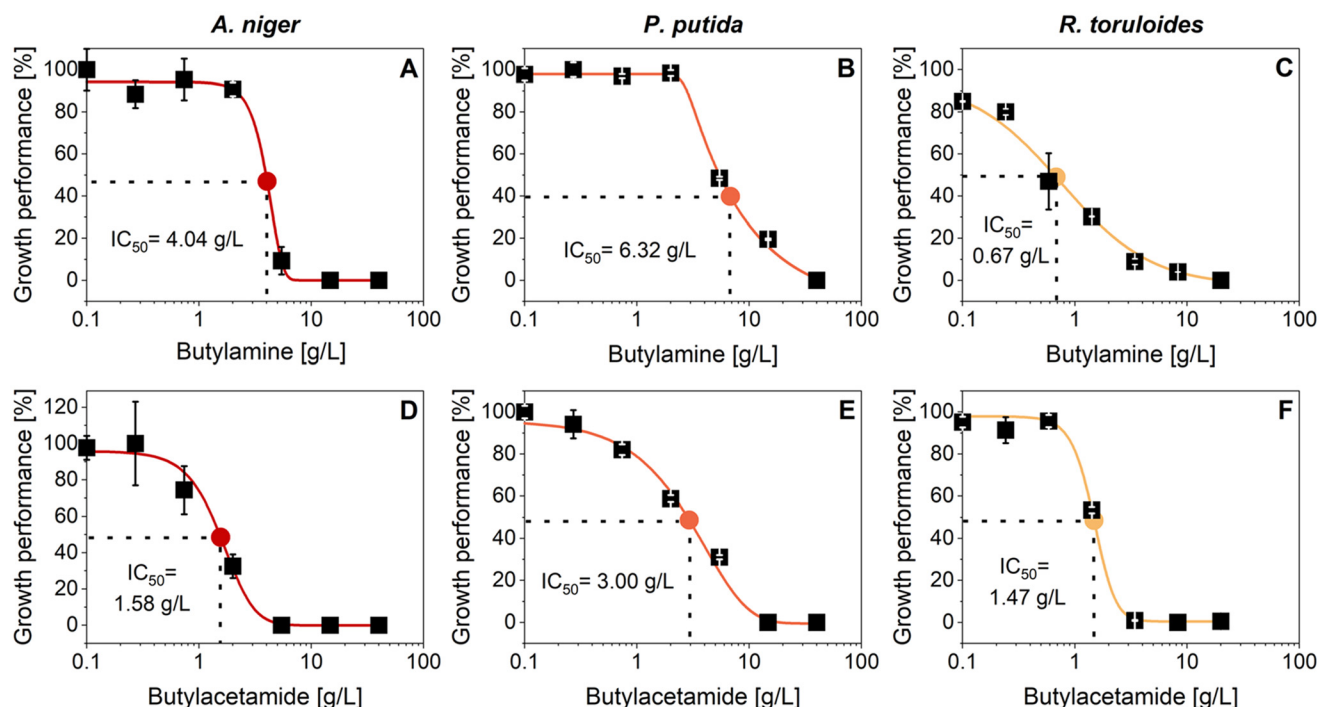 A. niger
P. putida
R. toruloides
A
Growth performance [%]
100
80
60
40
20
0
IC50= 4.04 g/L
0.1 1 10 100
Butylamine [g/L]
B
Growth performance [%]
100
80
60
40
20
0
IC50= 6.32 g/L
0.1 1 10 100
Butylamine [g/L]
C
Growth performance [%]
100
80
60
40
20
0
IC50=
0.67 g/L
0.1 1 10 100
Butylamine [g/L]
D
Growth performance [%]
120
100
80
60
40
20
0
IC50=
1.58 g/L
0.1 1 10 100
Butylacetamide [g/L]
E
Growth performance [%]
100
80
60
40
20
0
IC50= 3.00 g/L
0.1 1 10 100
Butylacetamide [g/L]
F
Growth performance [%]
100
80
60
40
20
0
IC50=
1.47 g/L
0.1 1 10 100
Butylacetamide [g/L]